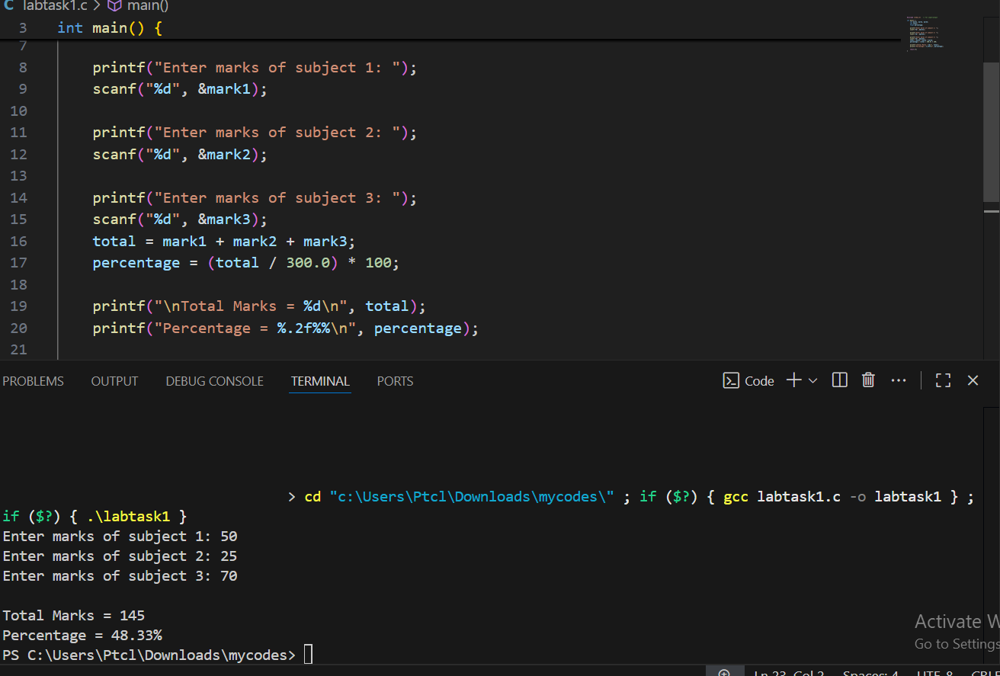 C labtask1.c > main()
3 int main() {
7
8 printf("Enter marks of subject 1: ");
9 scanf("%d", &mark1);
10
11 printf("Enter marks of subject 2: ");
12 scanf("%d", &mark2);
13
14 printf("Enter marks of subject 3: ");
15 scanf("%d", &mark3);
16 total = mark1 + mark2 + mark3;
17 percentage = (total / 300.0) * 100;
18
19 printf("\nTotal Marks = %d\n", total);
20 printf("Percentage = %.2f%%\n", percentage);
21
PROBLEMS OUTPUT DEBUG CONSOLE TERMINAL PORTS Code
> cd "c:\Users\Ptcl\Downloads\mycodes\" ; if ($?) { gcc labtask1.c -o labtask1 } ;
if ($?) { .\labtask1 }
Enter marks of subject 1: 50
Enter marks of subject 2: 25
Enter marks of subject 3: 70
Total Marks = 145
Percentage = 48.33%
PS C:\Users\Ptcl\Downloads\mycodes>
Activate W
Go to Settings
Ln 23, Col 2 Spaces: 4 UTF-8 CRLF